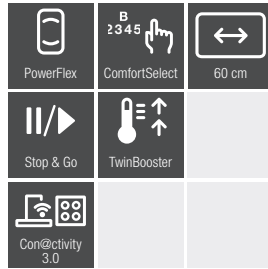 B
2345
PowerFlex
ComfortSelect
60 cm
Stop & Go
TwinBooster
Con@ctivity
3.0